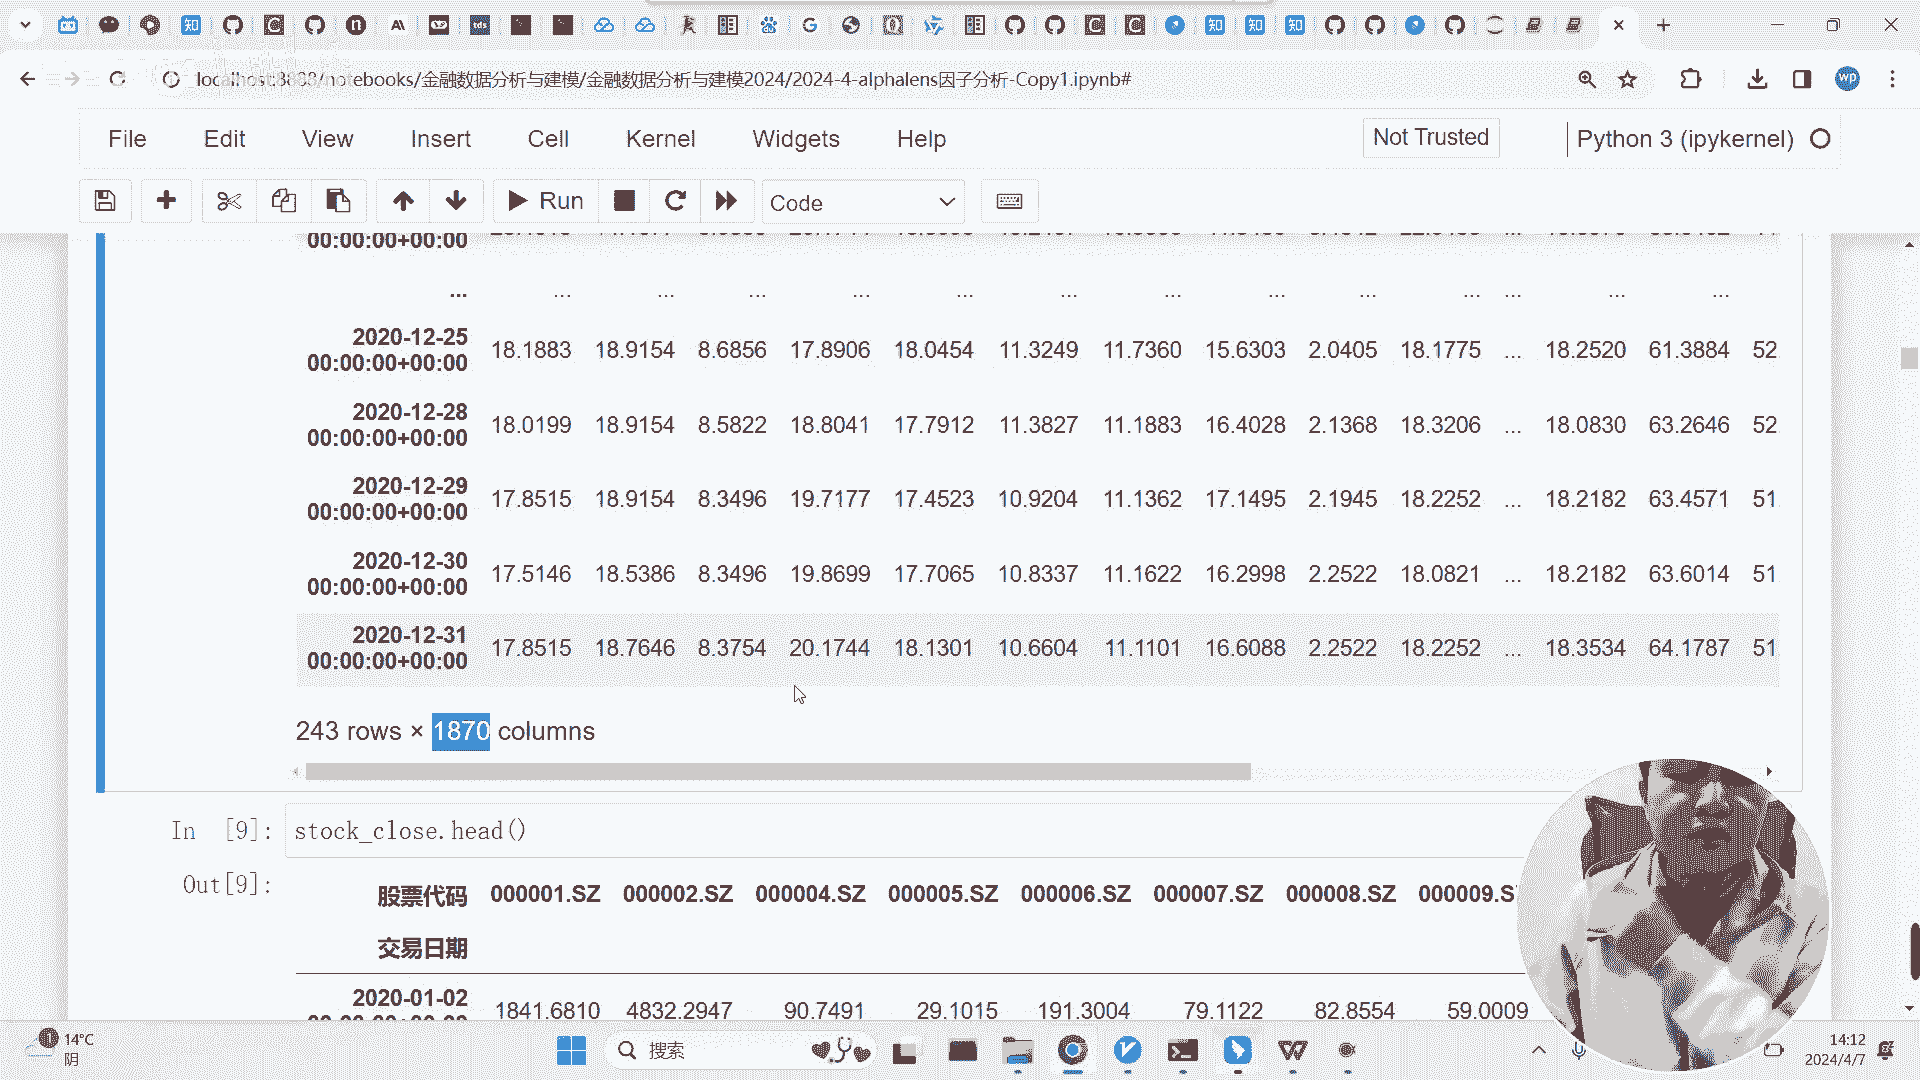 localhost:8888/notebooks/金融数据分析与建模/金融数据分析与建模2024/2024-4-alphalens因子分析-Copy1.ipynb#
File Edit View Insert Cell Kernel Widgets Help Not Trusted Python 3 (ipykernel)
Run Code
00:00:00+00:00
... ... ... ... ... ... ... ... ... ... ... ... ... ...
2020-12-25
00:00:00+00:00 18.1883 18.9154 8.6856 17.8906 18.0454 11.3249 11.7360 15.6303 2.0405 18.1775 ... 18.2520 61.3884 52
2020-12-28
00:00:00+00:00 18.0199 18.9154 8.5822 18.8041 17.7912 11.3827 11.1883 16.4028 2.1368 18.3206 ... 18.0830 63.2646 52
2020-12-29
00:00:00+00:00 17.8515 18.9154 8.3496 19.7177 17.4523 10.9204 11.1362 17.1495 2.1945 18.2252 ... 18.2182 63.4571 51
2020-12-30
00:00:00+00:00 17.5146 18.5386 8.3496 19.8699 17.7065 10.8337 11.1622 16.2998 2.2522 18.0821 ... 18.2182 63.6014 51
2020-12-31
00:00:00+00:00 17.8515 18.7646 8.3754 20.1744 18.1301 10.6604 11.1101 16.6088 2.2522 18.2252 ... 18.3534 64.1787 51
243 rows × 1870 columns
In [9]: stock_close.head()
Out[9]:
股票代码 000001.SZ 000002.SZ 000004.SZ 000005.SZ 000006.SZ 000007.SZ 000008.SZ 000009.S
交易日期
2020-01-02 1841.6810 4832.2947 90.7491 29.1015 191.3004 79.1122 82.8554 59.0009
14°C
阴
搜索
14:12
2024/4/7